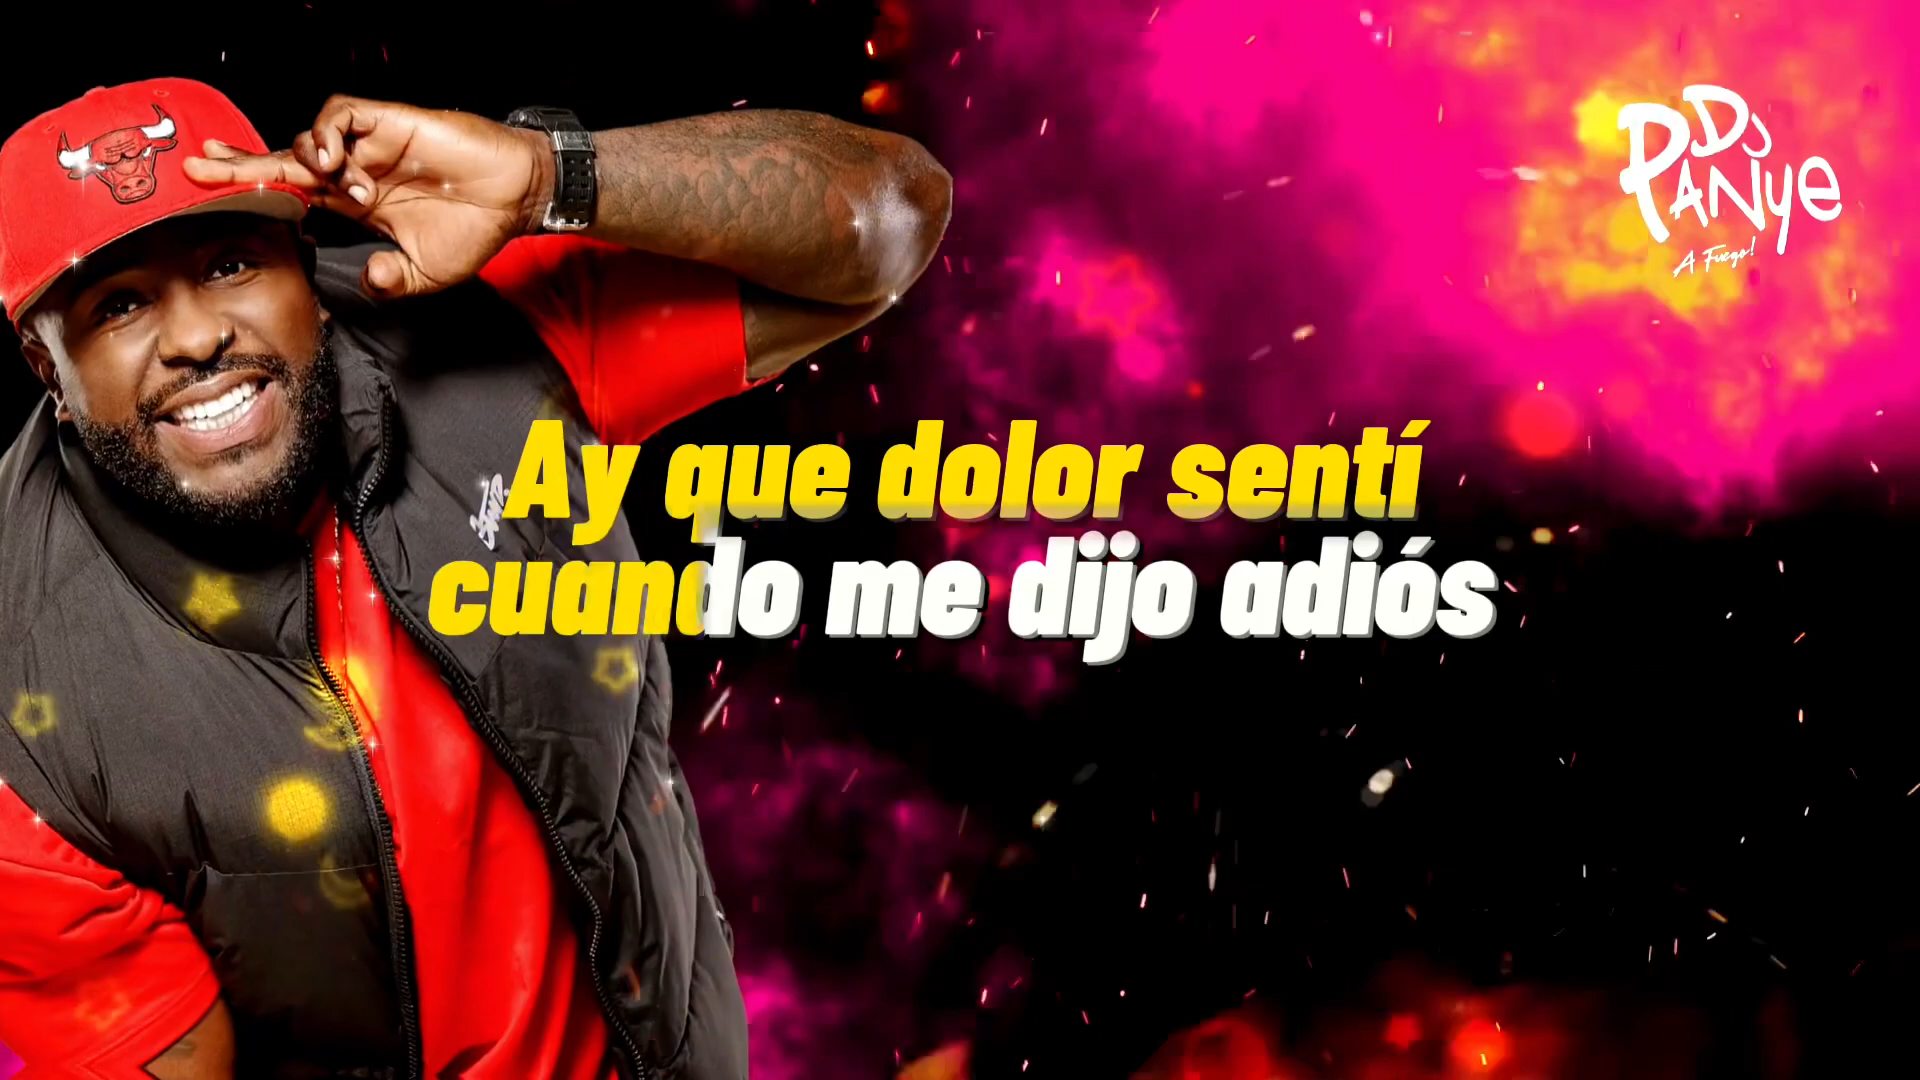 DJ
PANye
A Fuego!
Ay que dolor sentí
cuando me dijo adiós